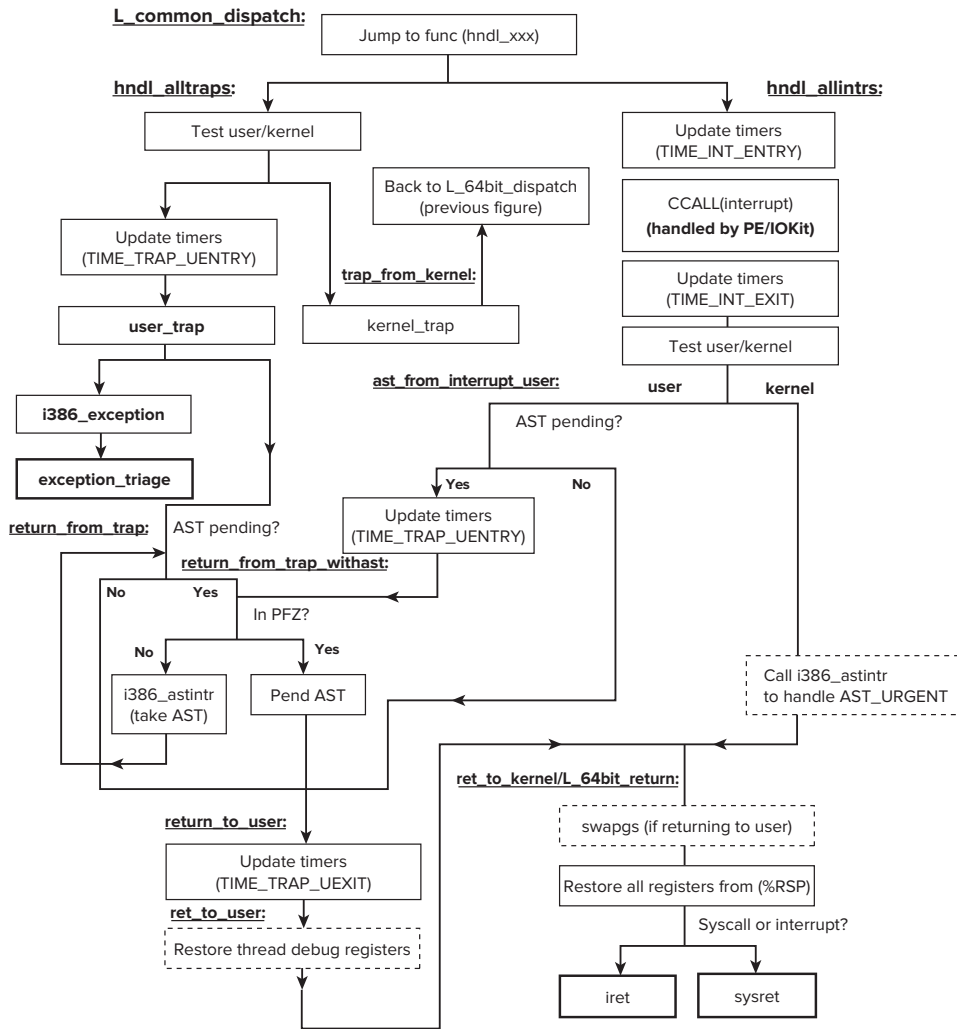 L_common_dispatch:
Jump to func (hndl_xxx)
hndl_alltraps:
hndl_allintrs:
Test user/kernel
Update timers
(TIME_INT_ENTRY)
Back to L_64bit_dispatch
(previous figure)
CCALL(interrupt)
(handled by PE/IOKit)
Update timers
(TIME_TRAP_UENTRY)
trap_from_kernel:
Update timers
(TIME_INT_EXIT)
user_trap
kernel_trap
Test user/kernel
ast_from_interrupt_user:
user
kernel
i386_exception
AST pending?
exception_triage
Yes
No
return_from_trap:
AST pending?
Update timers
(TIME_TRAP_UENTRY)
return_from_trap_withast:
No
Yes
In PFZ?
No
Yes
i386_astintr
(take AST)
Pend AST
Call i386_astintr
to handle AST_URGENT
ret_to_kernel/L_64bit_return:
return_to_user:
swapgs (if returning to user)
Update timers
(TIME_TRAP_UEXIT)
Restore all registers from (%RSP)
ret_to_user:
Syscall or interrupt?
Restore thread debug registers
iret
sysret